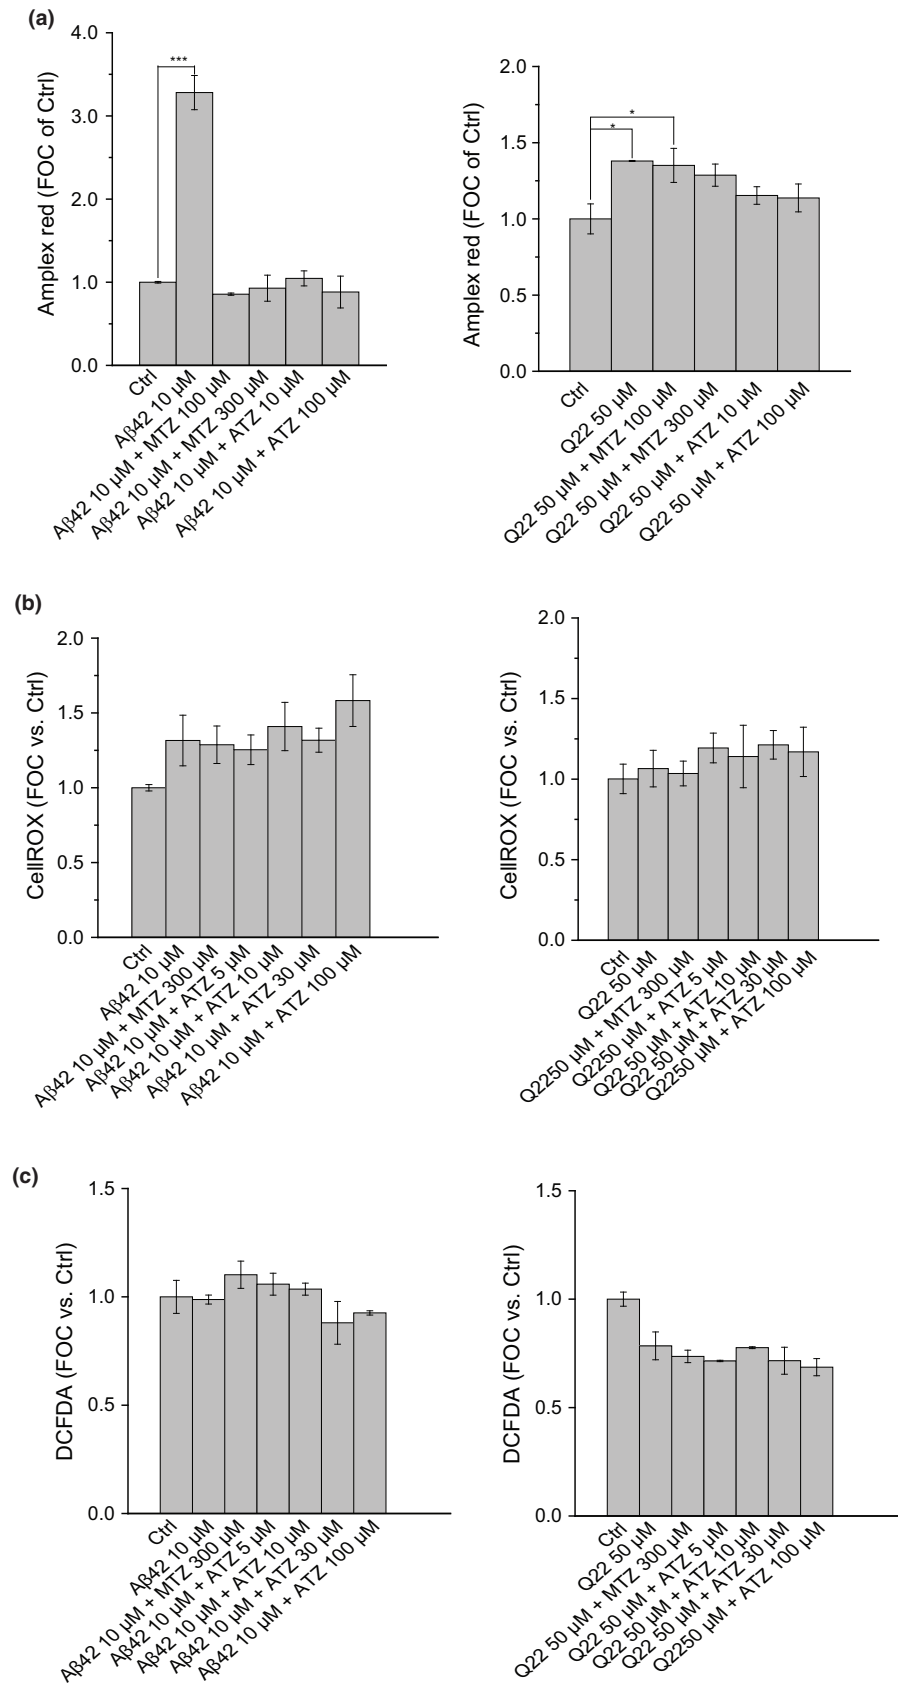 (a)
4.0
3.0
2.0
1.0
0.0
Amplex red (FOC of Ctrl)
***
Ctrl
Aβ42 10 µM
Aβ42 10 µM + MTZ 100 µM
Aβ42 10 µM + MTZ 300 µM
Aβ42 10 µM + ATZ 10 µM
Aβ42 10 µM + ATZ 100 µM
2.0
1.5
1.0
0.5
0.0
Amplex red (FOC of Ctrl)
*
*
Ctrl
Q22 50 µM
Q22 50 µM + MTZ 100 µM
Q22 50 µM + MTZ 300 µM
Q22 50 µM + ATZ 10 µM
Q22 50 µM + ATZ 100 µM
(b)
2.0
1.5
1.0
0.5
0.0
CellROX (FOC vs. Ctrl)
Ctrl
Aβ42 10 µM
Aβ42 10 µM + MTZ 300 µM
Aβ42 10 µM + ATZ 5 µM
Aβ42 10 µM + ATZ 10 µM
Aβ42 10 µM + ATZ 30 µM
Aβ42 10 µM + ATZ 100 µM
2.0
1.5
1.0
0.5
0.0
CellROX (FOC vs. Ctrl)
Ctrl
Q22 50 µM
Q2250 µM + MTZ 300 µM
Q2250 µM + ATZ 5 µM
Q22 50 µM + ATZ 10 µM
Q22 50 µM + ATZ 30 µM
Q2250 µM + ATZ 100 µM
(c)
1.5
1.0
0.5
0.0
DCFDA (FOC vs. Ctrl)
Ctrl
Aβ42 10 µM
Aβ42 10 µM + MTZ 300 µM
Aβ42 10 µM + ATZ 5 µM
Aβ42 10 µM + ATZ 10 µM
Aβ42 10 µM + ATZ 30 µM
Aβ42 10 µM + ATZ 100 µM
1.5
1.0
0.5
0.0
DCFDA (FOC vs. Ctrl)
Ctrl
Q22 50 µM
Q22 50 µM + MTZ 300 µM
Q22 50 µM + ATZ 5 µM
Q22 50 µM + ATZ 10 µM
Q22 50 µM + ATZ 30 µM
Q2250 µM + ATZ 100 µM